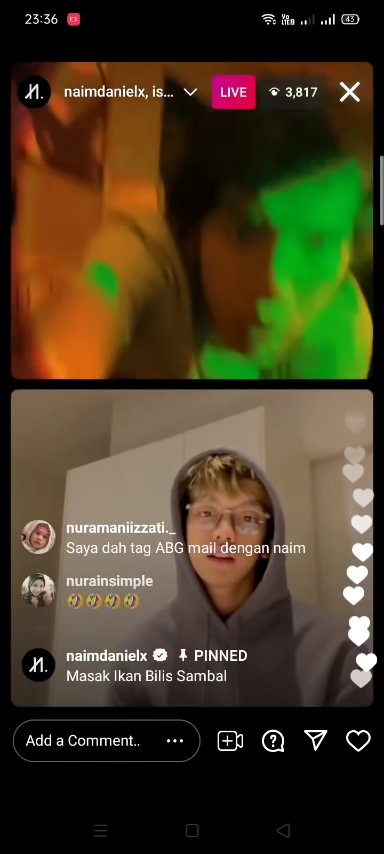 23:36
43
naimdanielx, is...
LIVE
3,817
nuramaniizzati._
Saya dah tag ABG mail dengan naim
nurainsimple
🤣🤣🤣🤣
naimdanielx PINNED
Masak Ikan Bilis Sambal
Add a Comment..